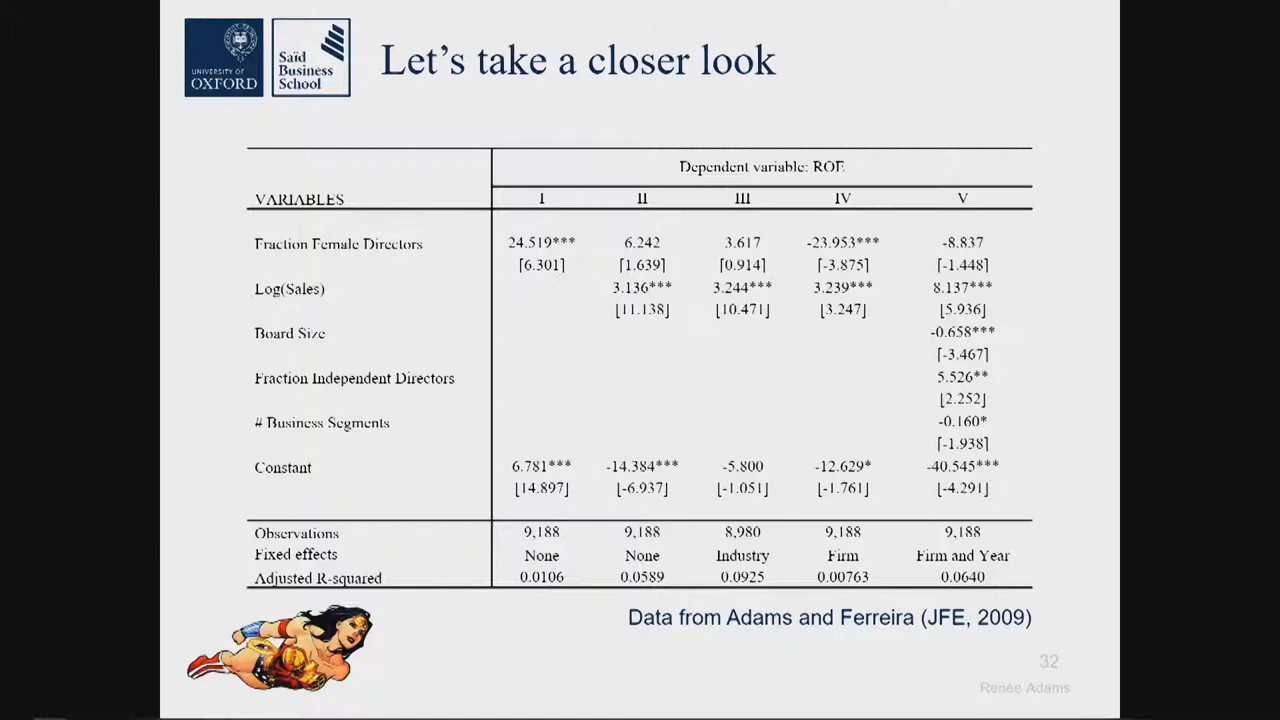 UNIVERSITY OF
OXFORD
Saïd
Business
School
Let's take a closer look
Dependent variable: ROE
VARIABLES I II III IV V
Fraction Female Directors 24.519*** 6.242 3.617 -23.953*** -8.837
[6.301] [1.639] [0.914] [-3.875] [-1.448]
Log(Sales) 3.136*** 3.244*** 3.239*** 8.137***
[11.138] [10.471] [3.247] [5.936]
Board Size -0.658***
[-3.467]
Fraction Independent Directors 5.526**
[2.252]
# Business Segments -0.160*
[-1.938]
Constant 6.781*** -14.384*** -5.800 -12.629* -40.545***
[14.897] [-6.937] [-1.051] [-1.761] [-4.291]
Observations 9,188 9,188 8,980 9,188 9,188
Fixed effects None None Industry Firm Firm and Year
Adjusted R-squared 0.0106 0.0589 0.0925 0.00763 0.0640
Data from Adams and Ferreira (JFE, 2009)
32
Renée Adams